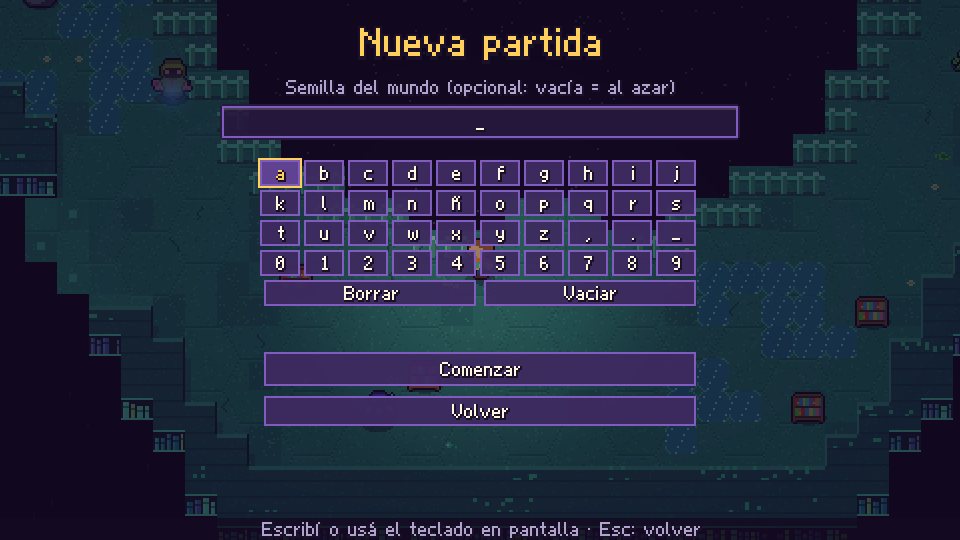 Nueva partida
Semilla del mundo (opcional: vacía = al azar)
_
a b c d e f g h i j
k l m n ñ o p q r s
t u v w x y z , . _
0 1 2 3 4 5 6 7 8 9
Borrar Vaciar
Comenzar
Volver
Escribí o usá el teclado en pantalla · Esc: volver